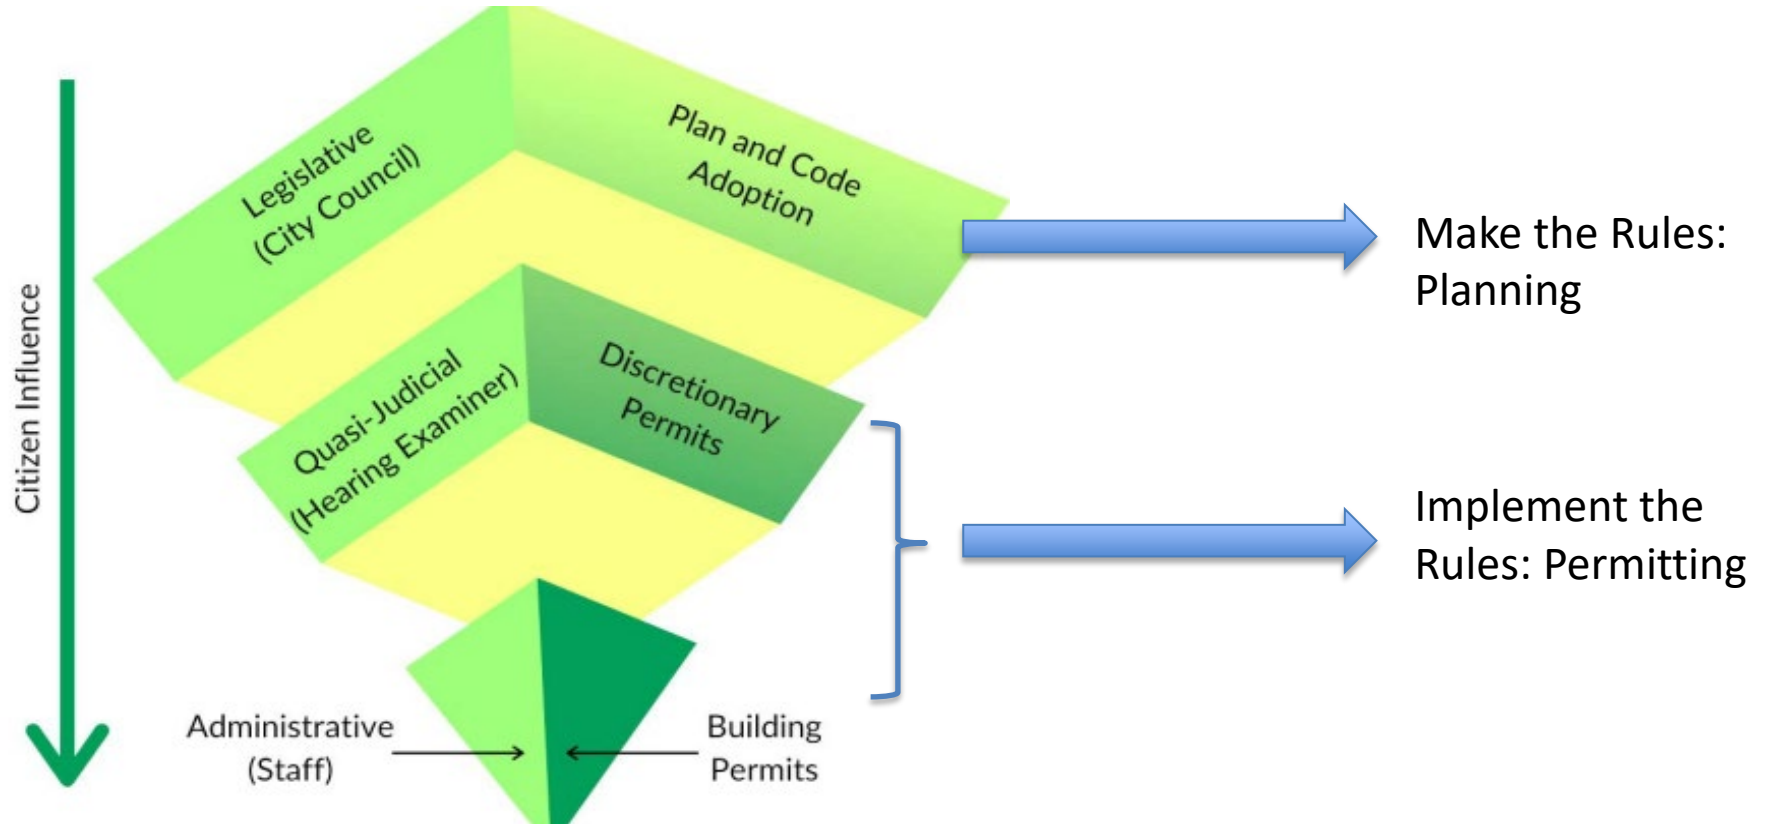 Citizen Influence
Legislative
(City Council)
Plan and Code
Adoption
Make the Rules:
Planning
Quasi-Judicial
(Hearing Examiner)
Discretionary
Permits
Implement the
Rules: Permitting
Administrative
(Staff)
Building
Permits